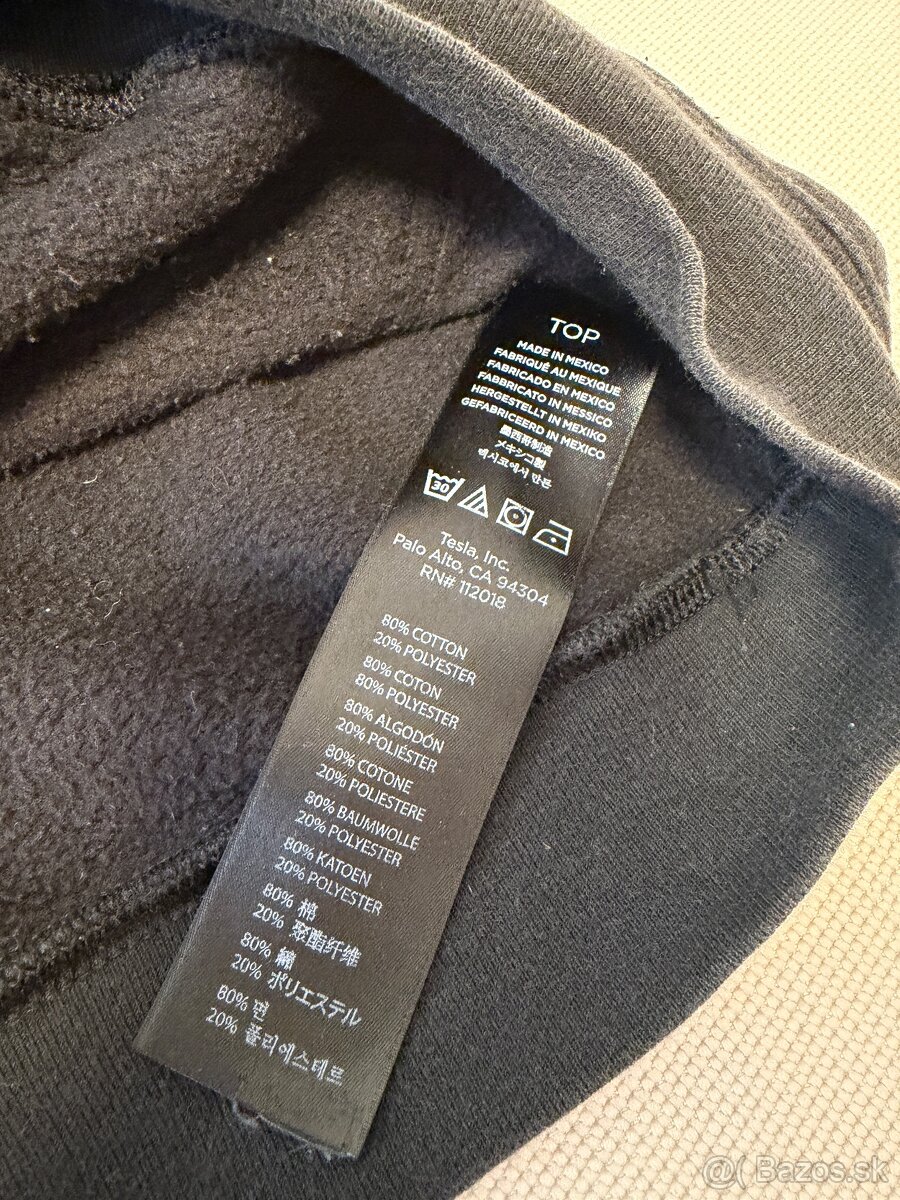 TOP
MADE IN MEXICO
FABRIQUÉ AU MEXIQUE
FABRICADO EN MEXICO
FABBRICATO IN MESSICO
HERGESTELLT IN MEXIKO
GEFABRICEERD IN MEXICO
墨西哥制造
メキシコ製
멕시코에서 만든
30
Tesla, Inc.
Palo Alto, CA 94304
RN# 112018
80% COTTON
20% POLYESTER
80% COTON
80% POLYESTER
80% ALGODÓN
20% POLIÉSTER
80% COTONE
20% POLIESTERE
80% BAUMWOLLE
20% POLYESTER
80% KATOEN
20% POLYESTER
80% 棉
20% 聚酯纤维
80% 綿
20% ポリエステル
80% 면
20% 폴리에스테르
@( Bazos.sk